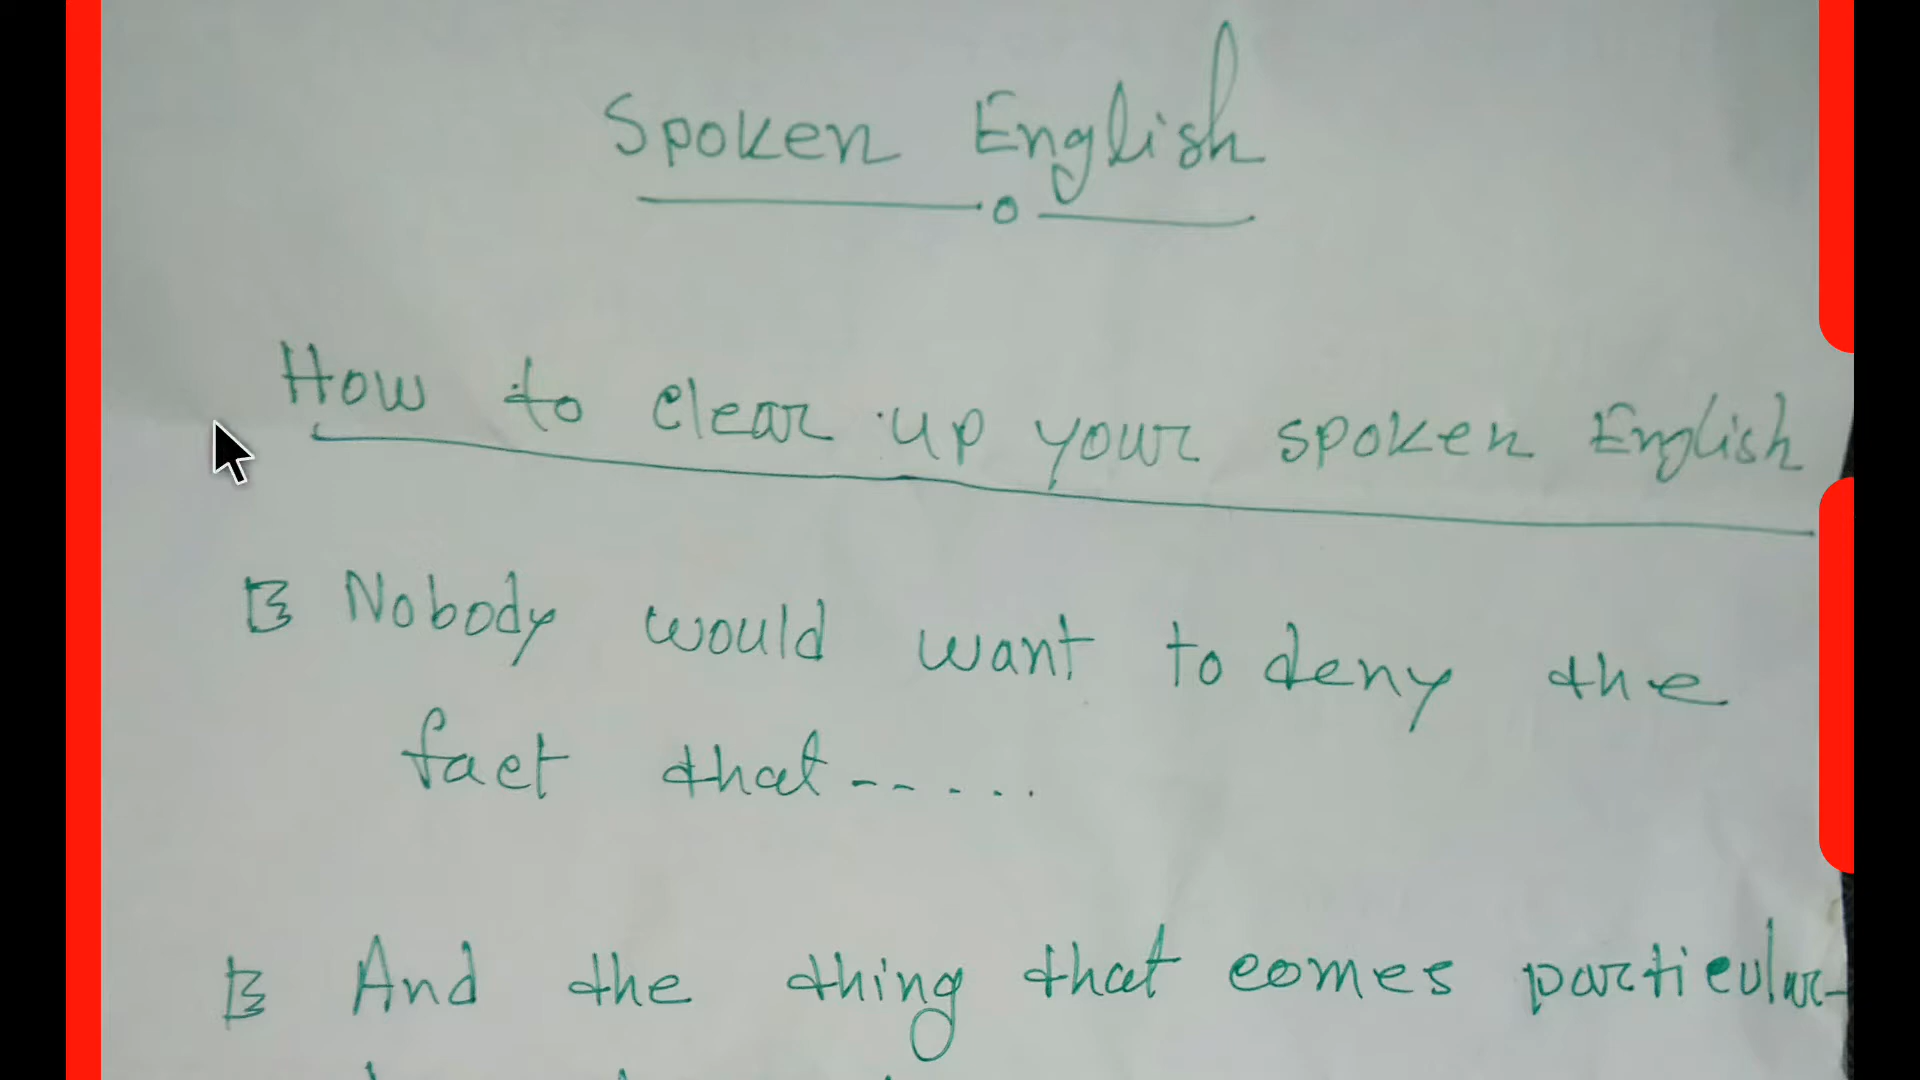 Spoken English
How to clear up your spoken English
Nobody would want to deny the
fact that-----
And the thing that comes particular-